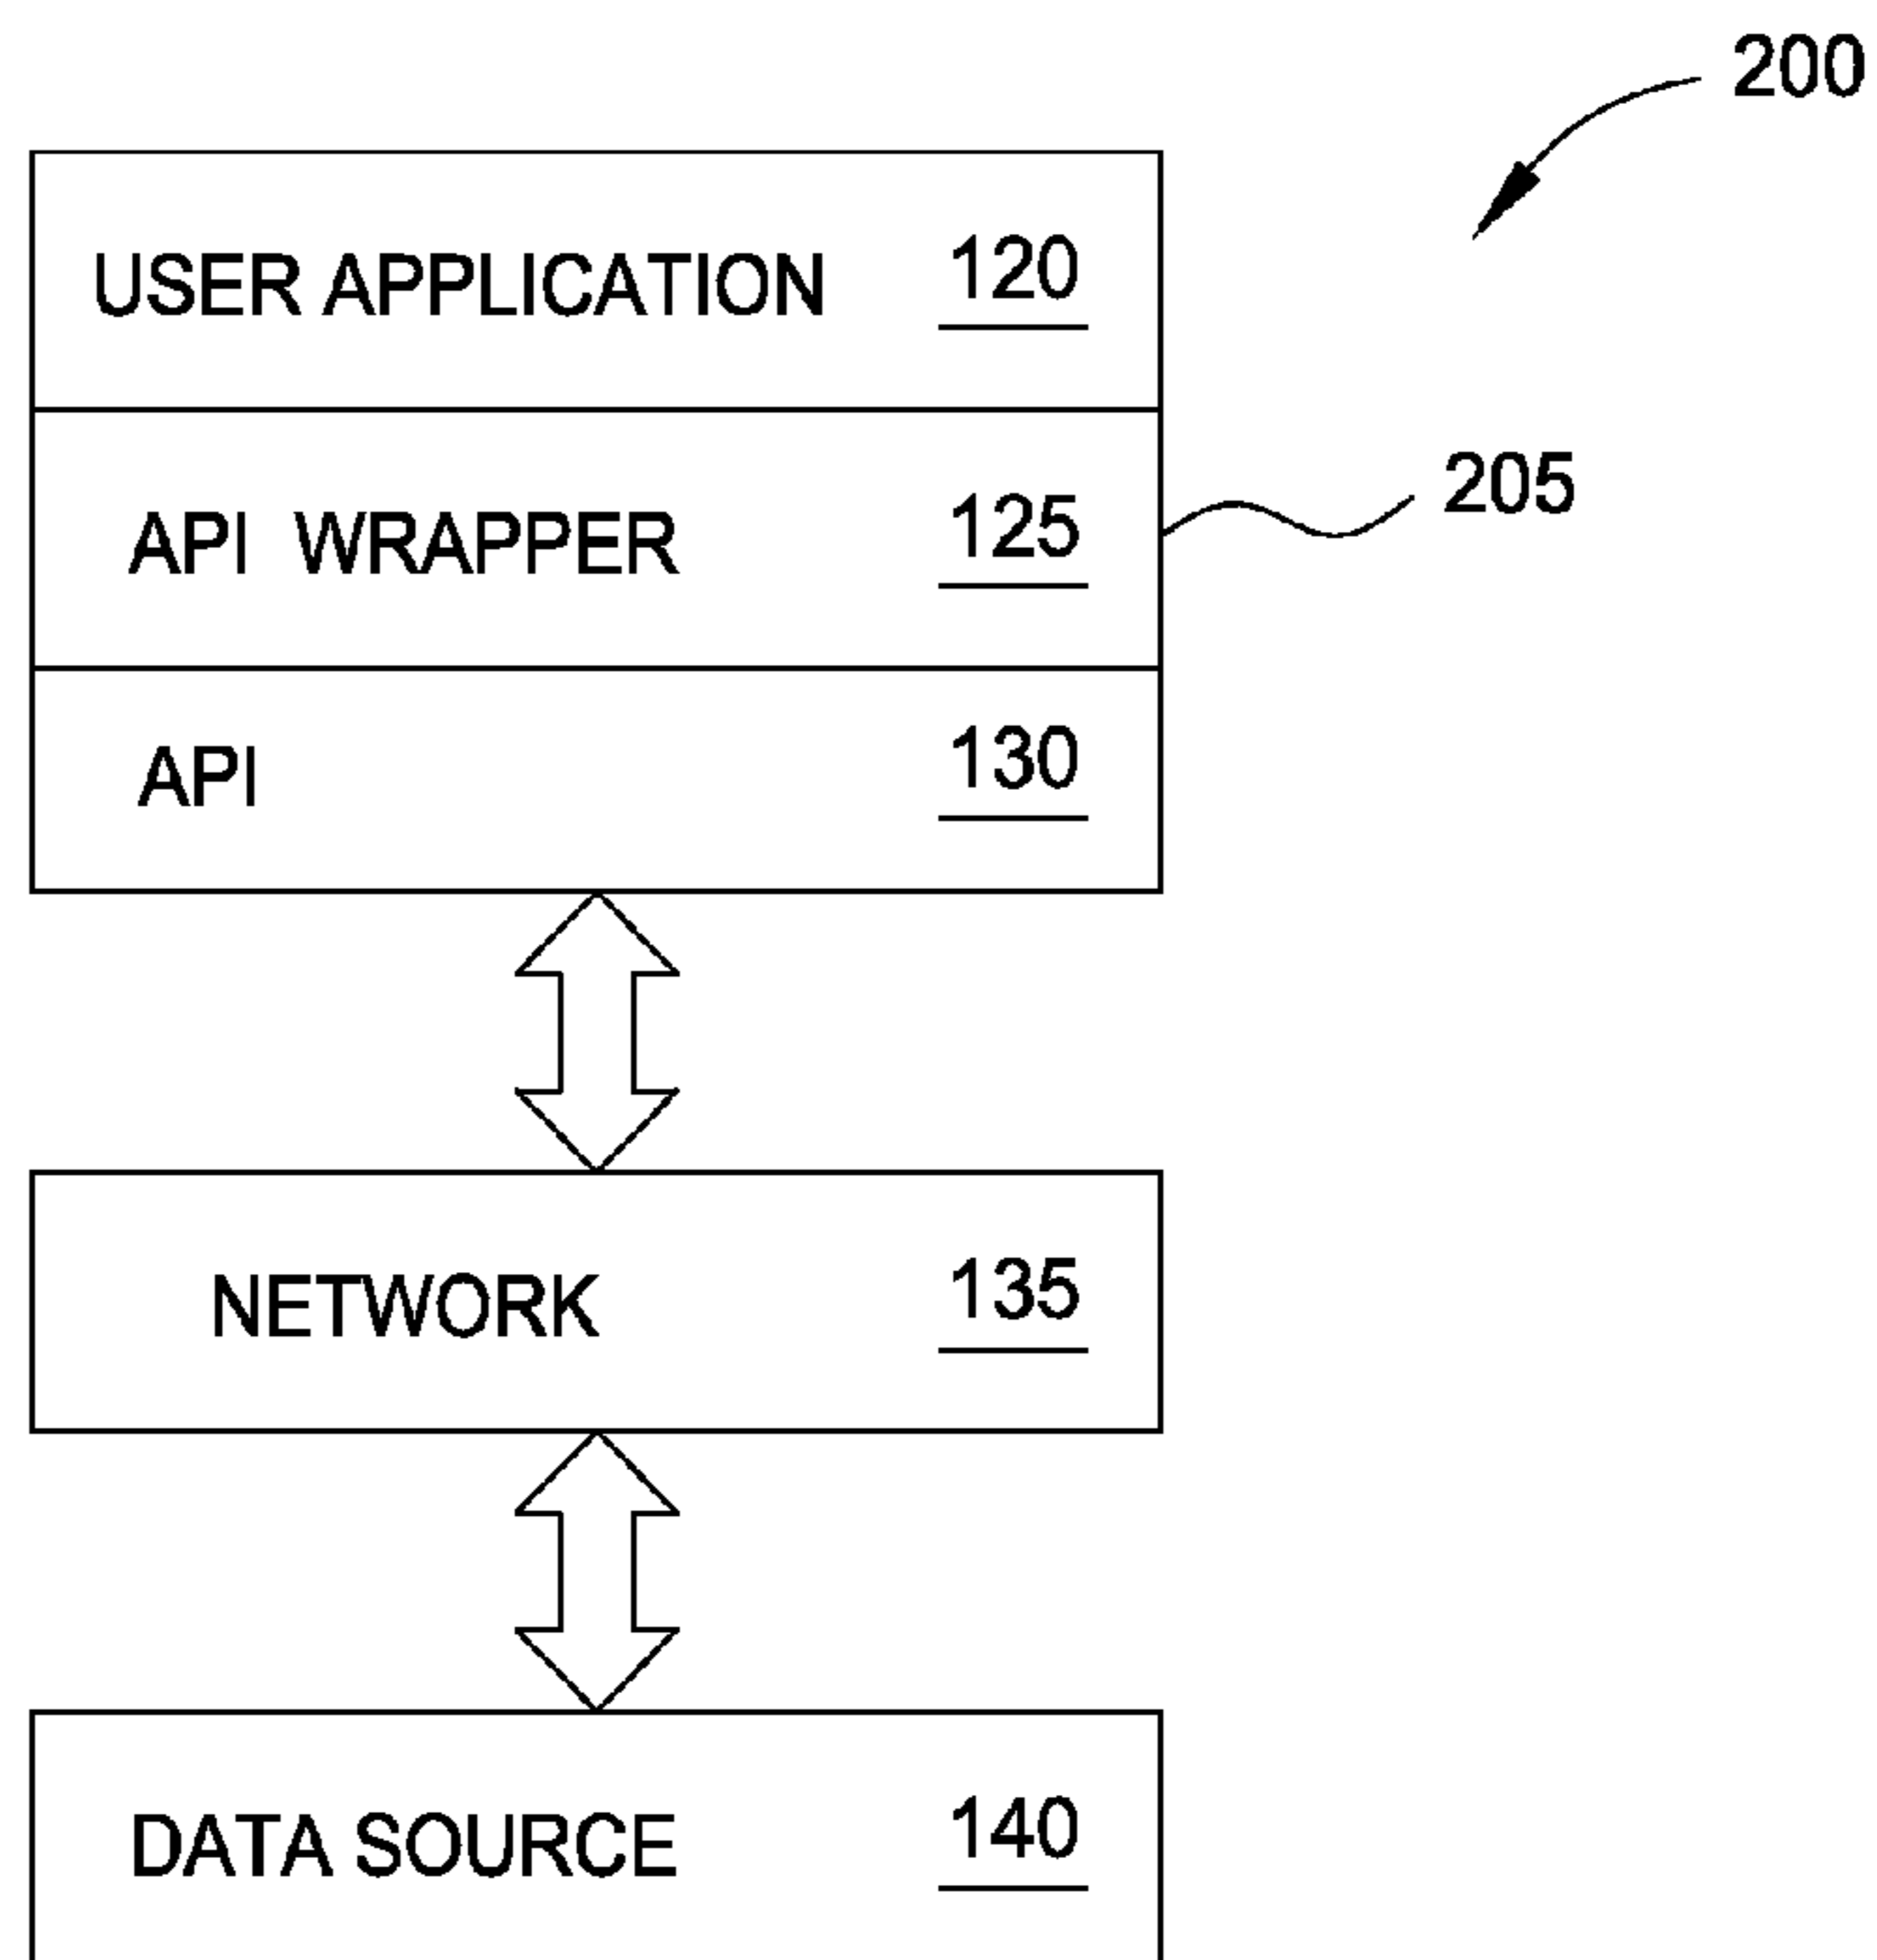 200
USER APPLICATION 120
API WRAPPER 125
205
API 130
NETWORK 135
DATA SOURCE 140